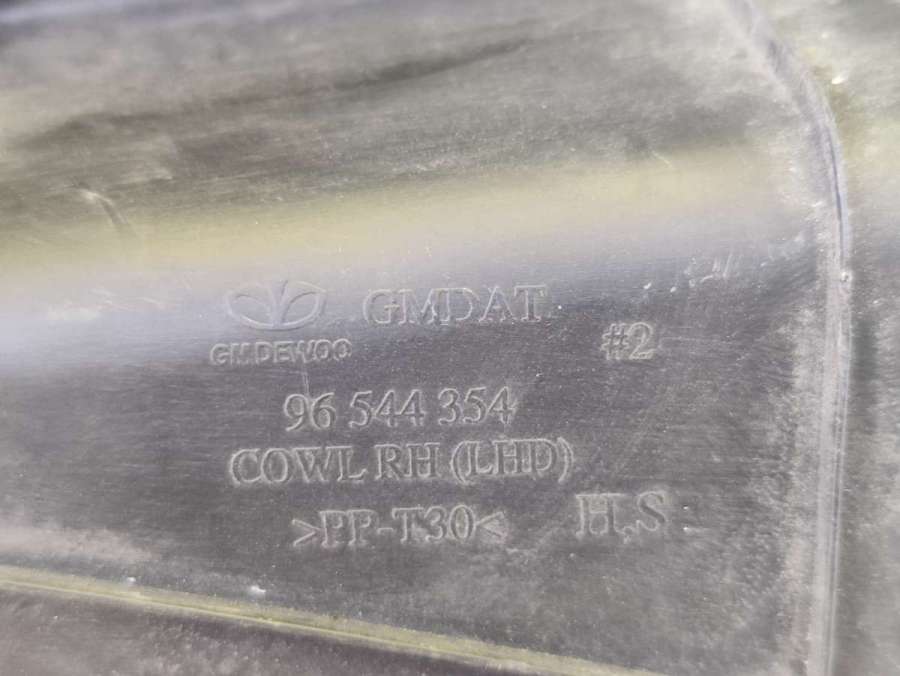 GMDAT
GM.DEWOO
#2
96 544 354
COWL RH (LHD)
>PP-T30<
H.S